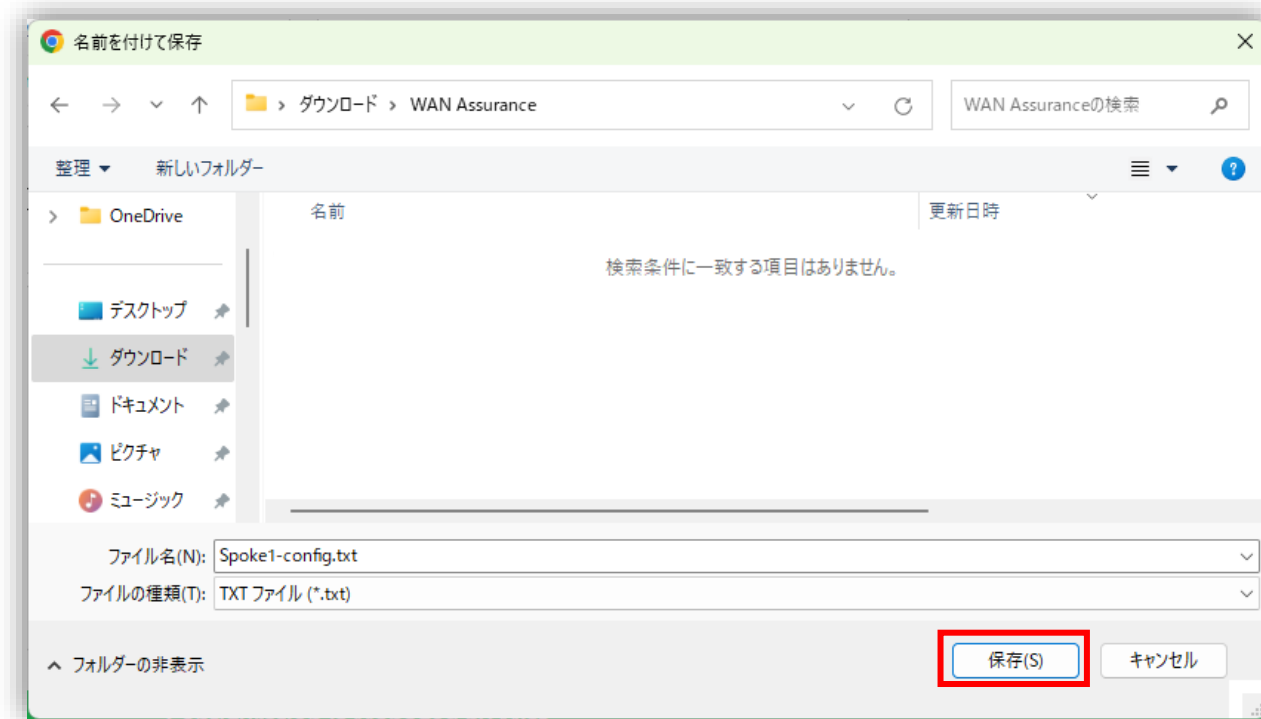 名前を付けて保存
ダウンロード WAN Assurance WAN Assuranceの検索
整理 新しいフォルダー
OneDrive
名前 更新日時
検索条件に一致する項目はありません。
デスクトップ
ダウンロード
ドキュメント
ピクチャ
ミュージック
ファイル名(N): Spoke1-config.txt
ファイルの種類(T): TXT ファイル (*.txt)
フォルダーの非表示 保存(S) キャンセル